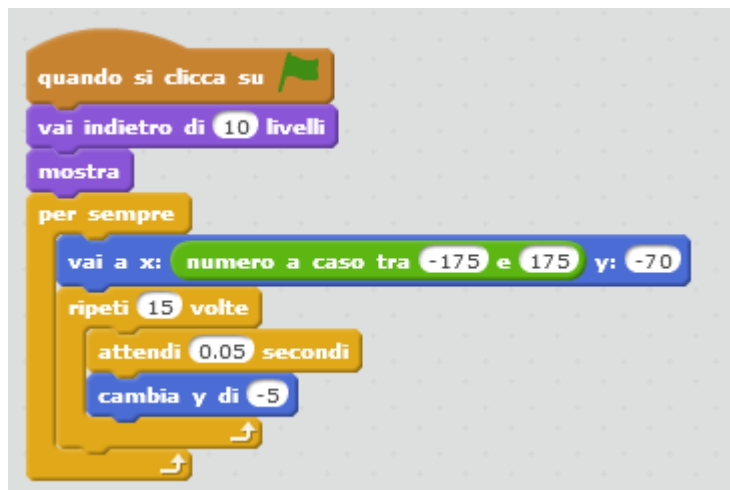 quando si clicca su
vai indietro di 10 livelli
mostra
per sempre
vai a x: numero a caso tra -175 e 175 y: -70
ripeti 15 volte
attendi 0.05 secondi
cambia y di -5